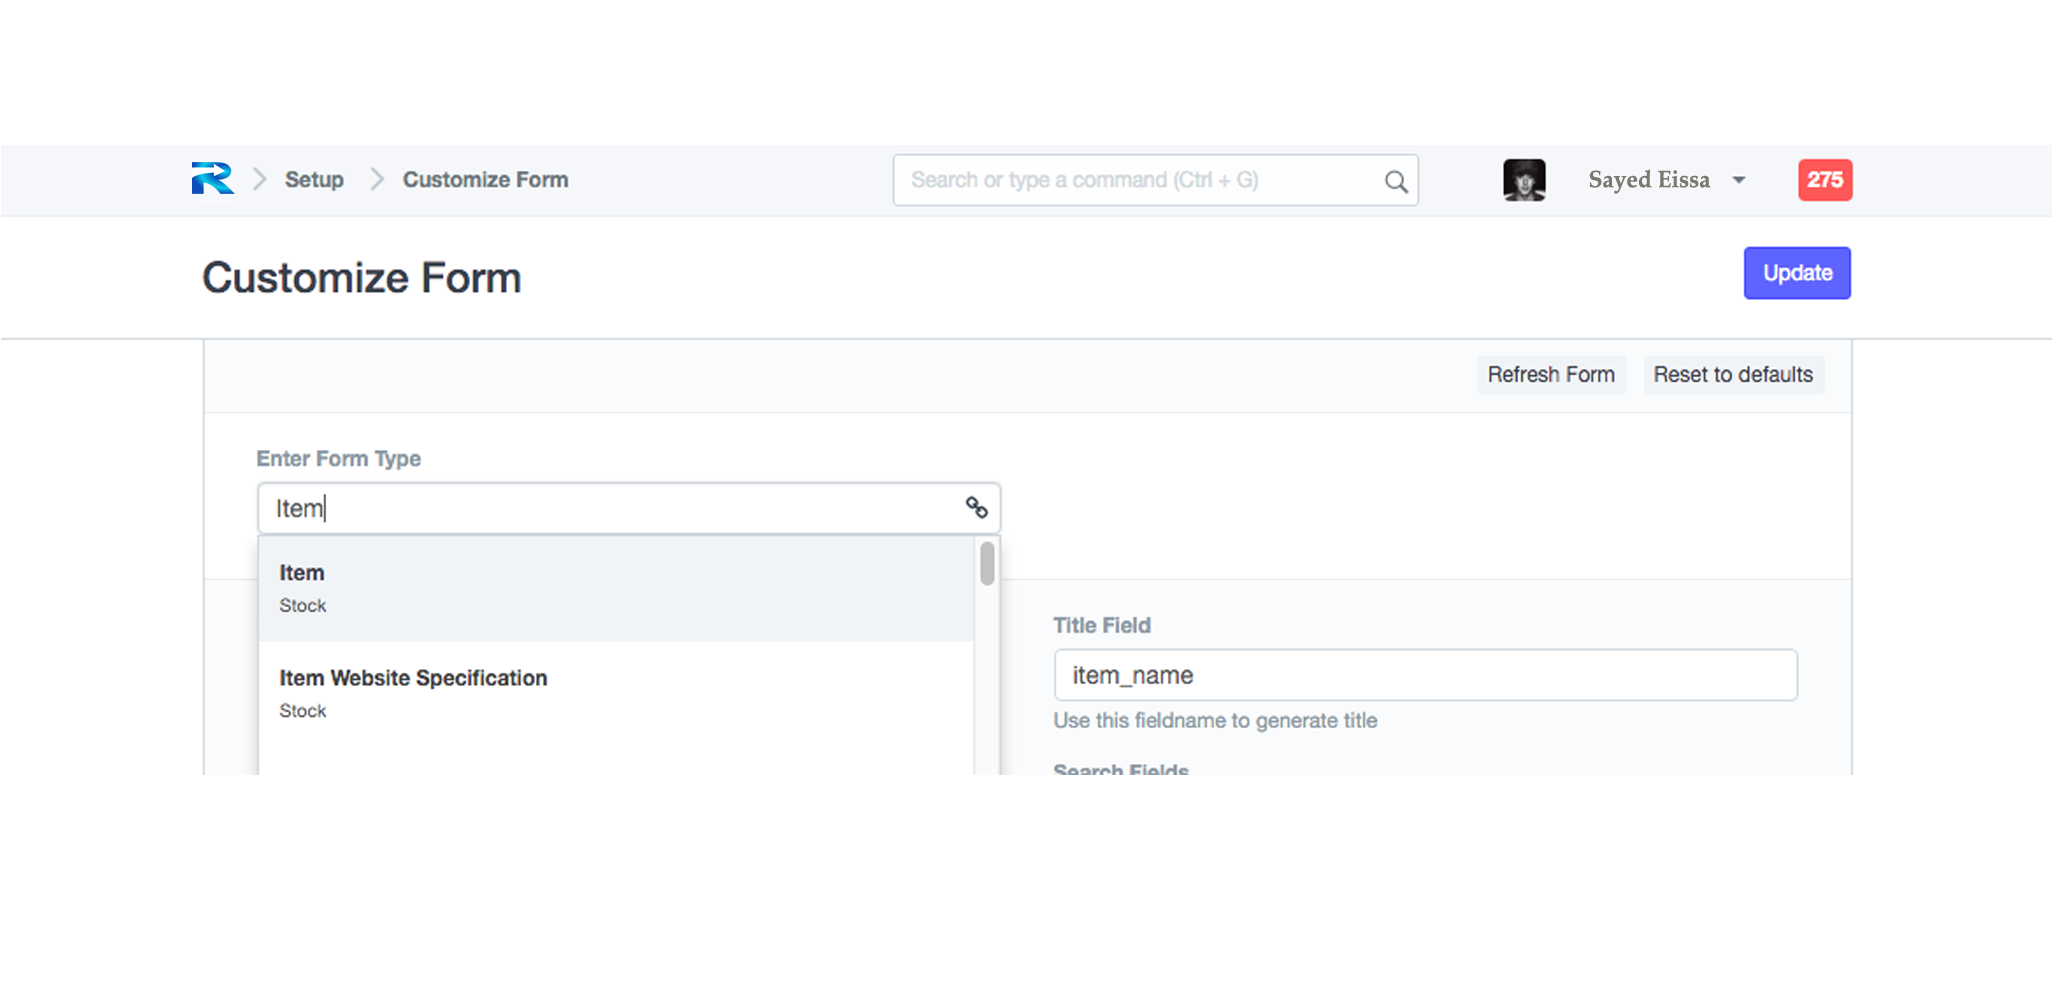 Setup
Customize Form
Search or type a command (Ctrl + G)
Sayed Eissa
275
Customize Form
Update
Refresh Form
Reset to defaults
Enter Form Type
Item
Item
Stock
Item Website Specification
Stock
Title Field
item_name
Use this fieldname to generate title
Search Fields